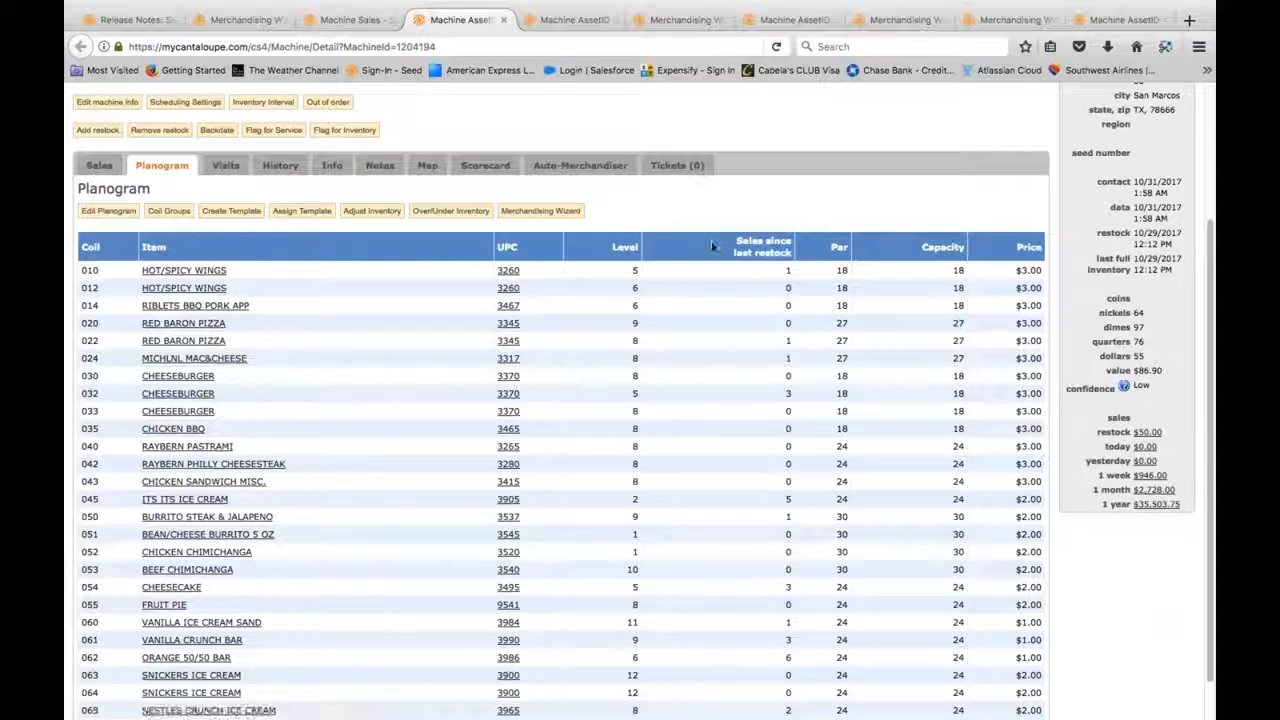 Release Notes: S Merchandising W Machine Sales - Machine AssetI Machine AssetID Merchandising W Machine AssetID Merchandising W Merchandising W Machine AssetID
https://mycantaloupe.com/cs4/Machine/Detail?MachineId=1204194 Search
Most Visited Getting Started The Weather Channel Sign-In - Seed American Express L... Login | Salesforce Expensify - Sign In Cabela's CLUB Visa Chase Bank - Credit... Atlassian Cloud Southwest Airlines |...
Edit machine info Scheduling Settings Inventory Interval Out of order
Add restock Remove restock Backdate Flag for Service Flag for Inventory
Sales Planogram Visits History Info Notes Map Scorecard Auto-Merchandiser Tickets (0)
Planogram
Edit Planogram Coil Groups Create Template Assign Template Adjust Inventory Over/Under Inventory Merchandising Wizard
Coil Item UPC Level Sales since last restock Par Capacity Price
010 HOT/SPICY WINGS 3260 5 1 18 18 $3.00
012 HOT/SPICY WINGS 3260 6 0 18 18 $3.00
014 RIBLETS BBQ PORK APP 3467 6 0 18 18 $3.00
020 RED BARON PIZZA 3345 9 0 27 27 $3.00
022 RED BARON PIZZA 3345 8 1 27 27 $3.00
024 MICHLNL MAC&CHEESE 3317 8 1 27 27 $3.00
030 CHEESEBURGER 3370 8 0 18 18 $3.00
032 CHEESEBURGER 3370 5 3 18 18 $3.00
033 CHEESEBURGER 3370 8 0 18 18 $3.00
035 CHICKEN BBQ 3465 8 0 18 18 $3.00
040 RAYBERN PASTRAMI 3265 8 0 24 24 $3.00
042 RAYBERN PHILLY CHEESESTEAK 3280 8 0 24 24 $3.00
043 CHICKEN SANDWICH MISC. 3415 8 0 24 24 $3.00
045 ITS ITS ICE CREAM 3905 2 5 24 24 $2.00
050 BURRITO STEAK & JALAPENO 3537 9 1 30 30 $2.00
051 BEAN/CHEESE BURRITO 5 OZ 3545 1 0 30 30 $2.00
052 CHICKEN CHIMICHANGA 3520 1 0 30 30 $2.00
053 BEEF CHIMICHANGA 3540 10 0 30 30 $2.00
054 CHEESECAKE 3495 5 3 24 24 $2.00
055 FRUIT PIE 9541 8 0 24 24 $2.00
060 VANILLA ICE CREAM SAND 3984 11 1 24 24 $1.00
061 VANILLA CRUNCH BAR 3990 9 3 24 24 $1.00
062 ORANGE 50/50 BAR 3986 6 6 24 24 $1.00
063 SNICKERS ICE CREAM 3900 12 0 24 24 $2.00
064 SNICKERS ICE CREAM 3900 12 0 24 24 $2.00
065 NESTLES CRUNCH ICE CREAM 3965 8 2 24 24 $2.00
city San Marcos
state, zip TX, 78666
region
seed number
contact 10/31/2017
1:58 AM
data 10/31/2017
1:58 AM
restock 10/29/2017
12:12 PM
last full 10/29/2017
inventory 12:12 PM
coins
nickels 64
dimes 97
quarters 76
dollars 55
value $86.90
confidence Low
sales
restock $50.00
today $0.00
yesterday $0.00
1 week $946.00
1 month $2,728.00
1 year $35,503.75